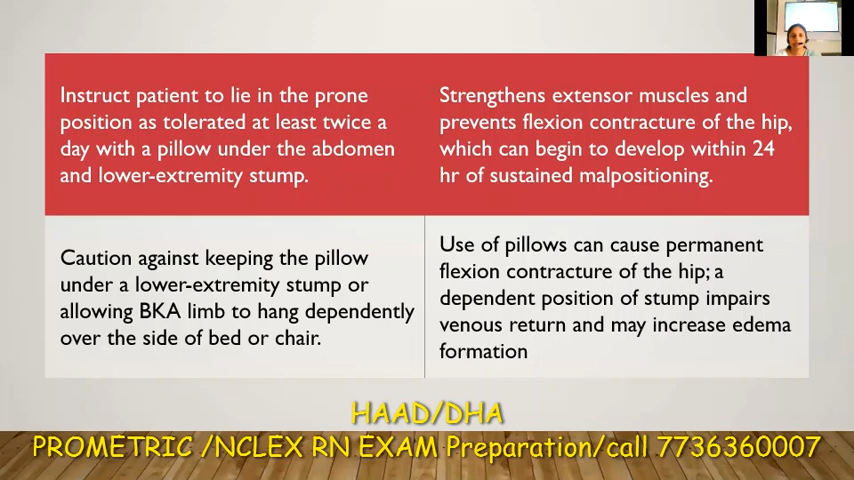 Instruct patient to lie in the prone
position as tolerated at least twice a
day with a pillow under the abdomen
and lower-extremity stump.
Strengthens extensor muscles and
prevents flexion contracture of the hip,
which can begin to develop within 24
hr of sustained malpositioning.
Caution against keeping the pillow
under a lower-extremity stump or
allowing BKA limb to hang dependently
over the side of bed or chair.
Use of pillows can cause permanent
flexion contracture of the hip; a
dependent position of stump impairs
venous return and may increase edema
formation
HAAD/DHA
PROMETRIC /NCLEX RN EXAM Preparation/call 7736360007